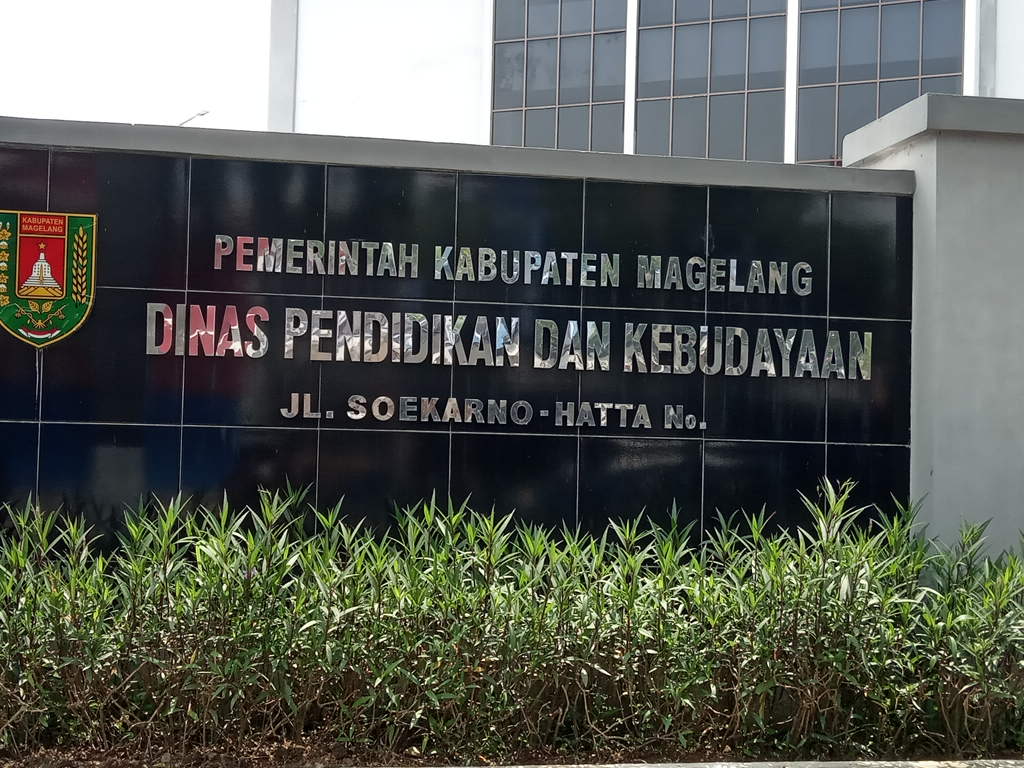 KABUPATEN
MAGELANG
PEMERINTAH KABUPATEN MAGELANG
DINAS PENDIDIKAN DAN KEBUDAYAAN
JL. SOEKARNO-HATTA No.